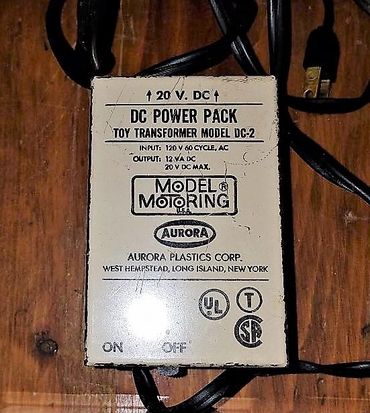 ↑ 20 V. DC ↑
DC POWER PACK
TOY TRANSFORMER MODEL DC-2
INPUT: 120 V 60 CYCLE, AC
OUTPUT: 12 VA DC
20 V DC MAX.
MODEL ®
MOTORING
U.S.A.
AURORA
AURORA PLASTICS CORP.
WEST HEMPSTEAD, LONG ISLAND, NEW YORK
UL T
SA
ON OFF